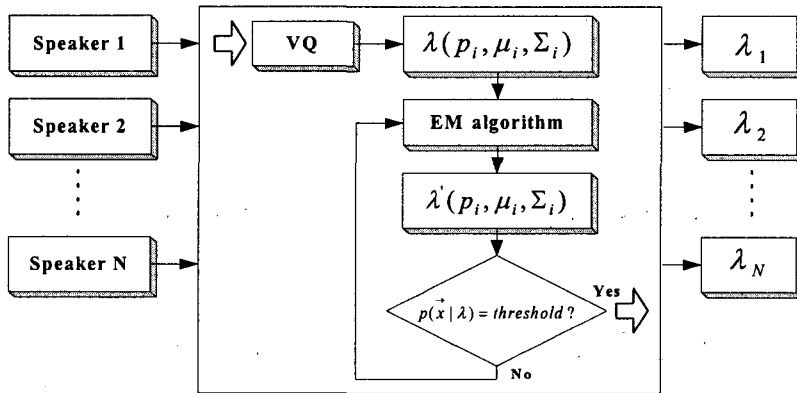 Speaker 1
VQ
λ(p_i, μ_i, Σ_i)
λ_1
Speaker 2
EM algorithm
λ_2
λ'(p_i, μ_i, Σ_i)
Speaker N
λ_N
p(x⃗ | λ) = threshold ?
Yes
No